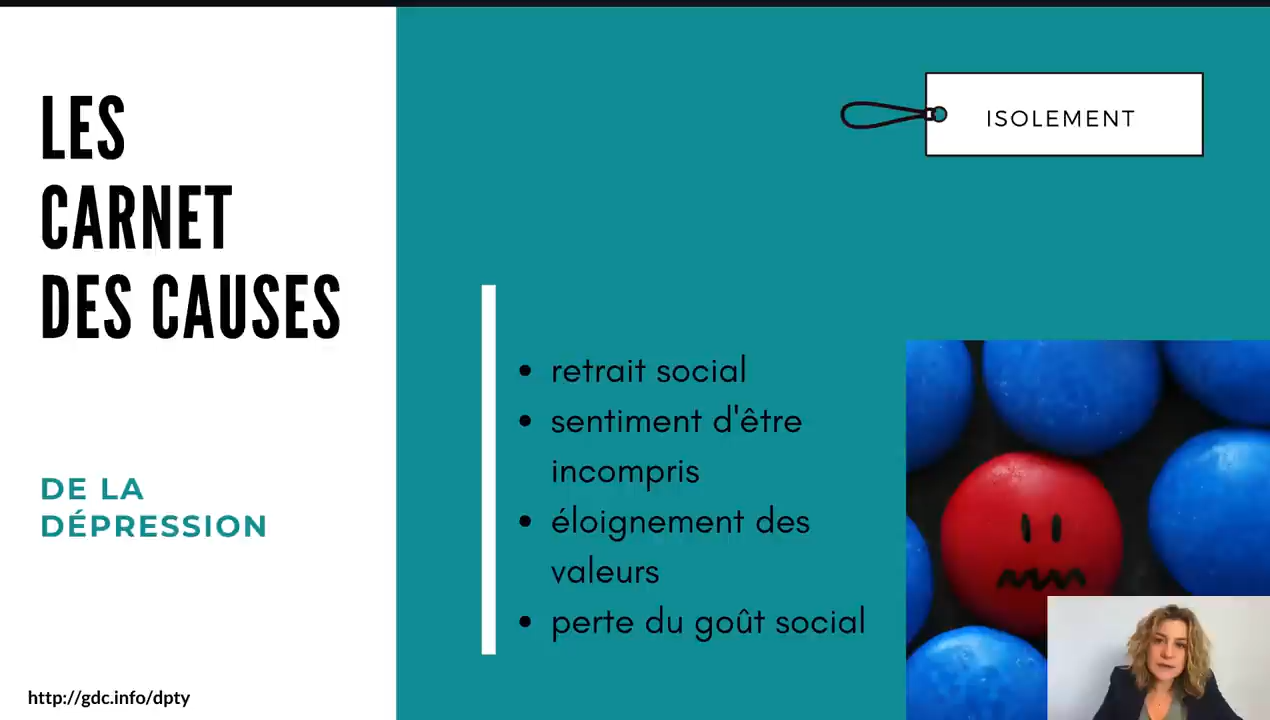 LES
CARNET
DES CAUSES
DE LA
DÉPRESSION
http://gdc.info/dpty
ISOLEMENT
• retrait social
• sentiment d'être
incompris
• éloignement des
valeurs
• perte du goût social